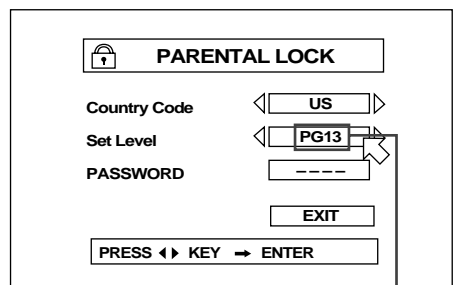 PARENTAL LOCK
Country Code ◁ US ▷
Set Level ◁ PG13 ▷
PASSWORD – – – –
EXIT
PRESS ◀ ▶ KEY ➡ ENTER